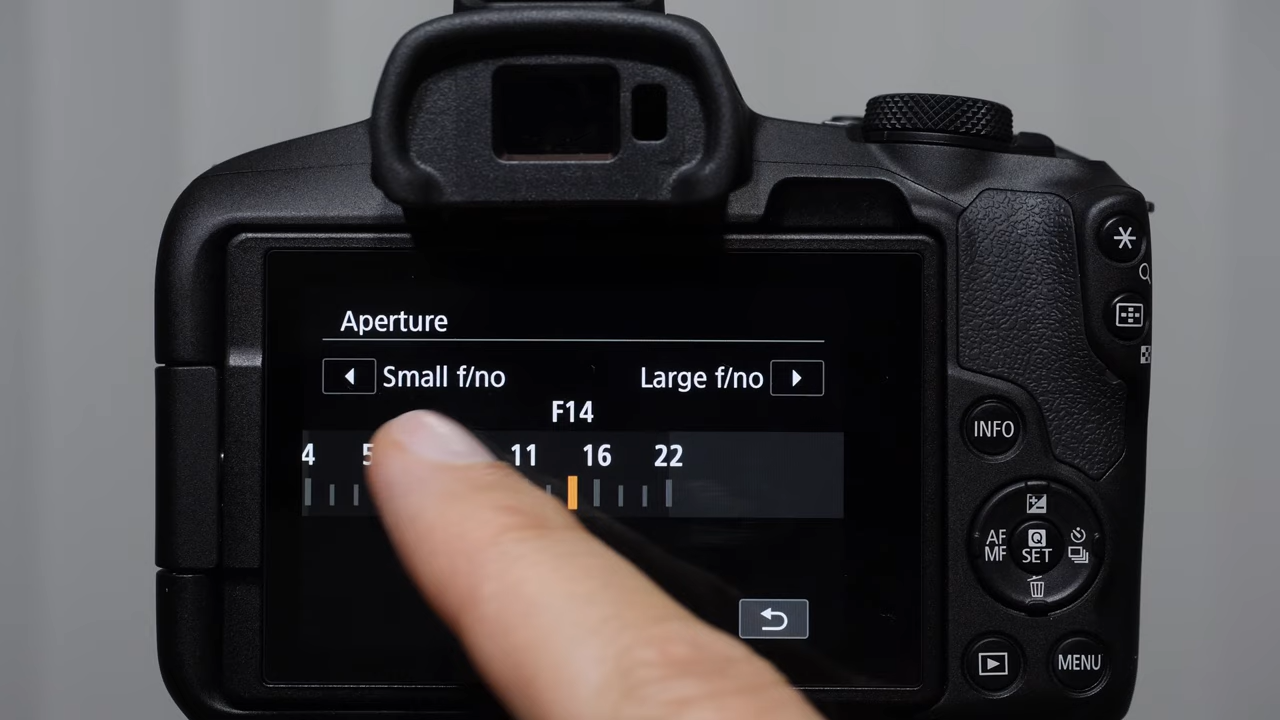 Aperture
Small f/no
Large f/no
F14
4 5 11 16 22
INFO
AF
MF
Q
SET
MENU